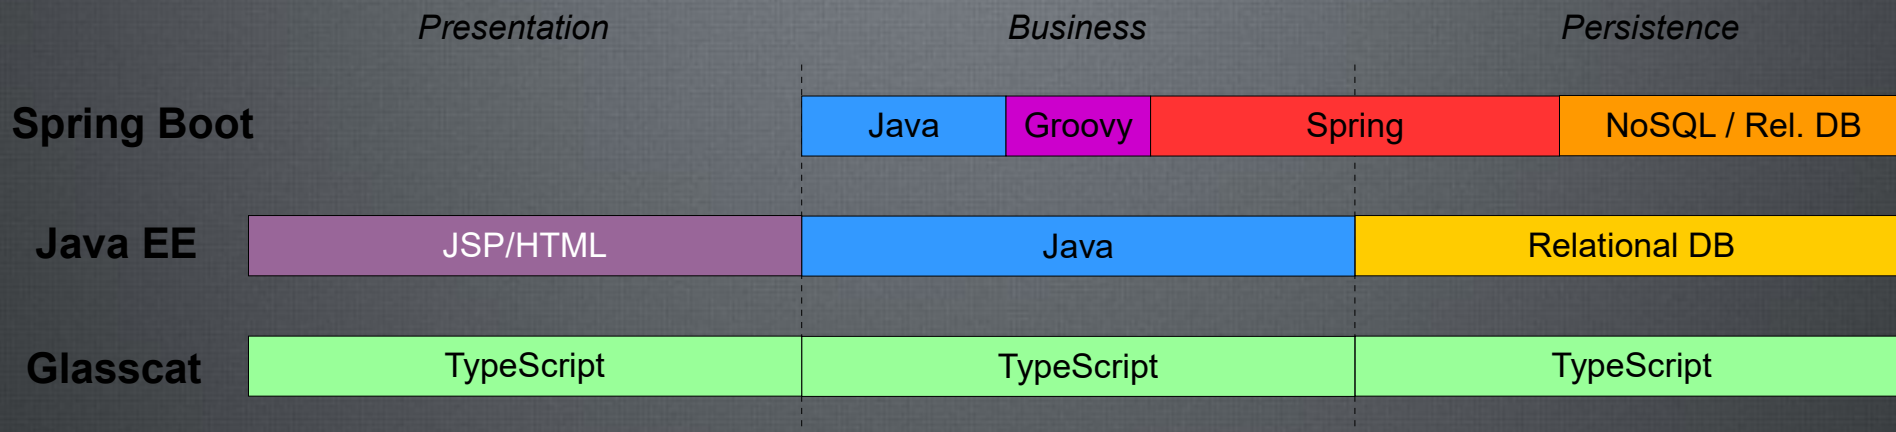 Presentation Business Persistence
Spring Boot Java Groovy Spring NoSQL / Rel. DB
Java EE JSP/HTML Java Relational DB
Glasscat TypeScript TypeScript TypeScript